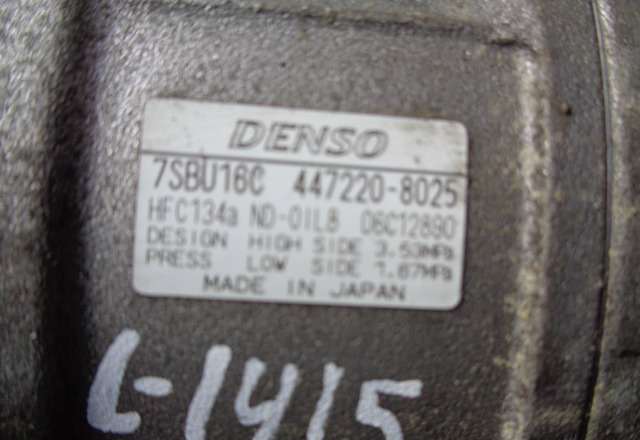 DENSO
7SBU16C 447220-8025
HFC134a ND-OIL8 06C12890
DESIGN HIGH SIDE 3.53MPa
PRESS LOW SIDE 1.67MPa
MADE IN JAPAN
L-1415